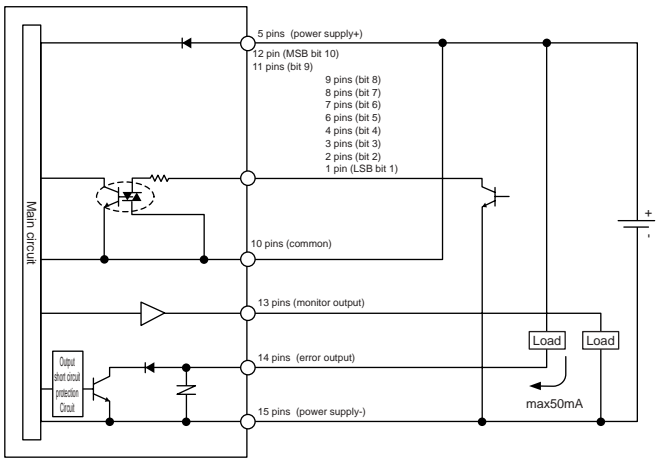 5 pins (power supply+)
12 pin (MSB bit 10)
11 pins (bit 9)
9 pins (bit 8)
8 pins (bit 7)
7 pins (bit 6)
6 pins (bit 5)
4 pins (bit 4)
3 pins (bit 3)
2 pins (bit 2)
1 pin (LSB bit 1)
Main circuit
+
-
10 pins (common)
13 pins (monitor output)
Load
Load
14 pins (error output)
max50mA
Output
short circuit
protection
Circuit
15 pins (power supply-)